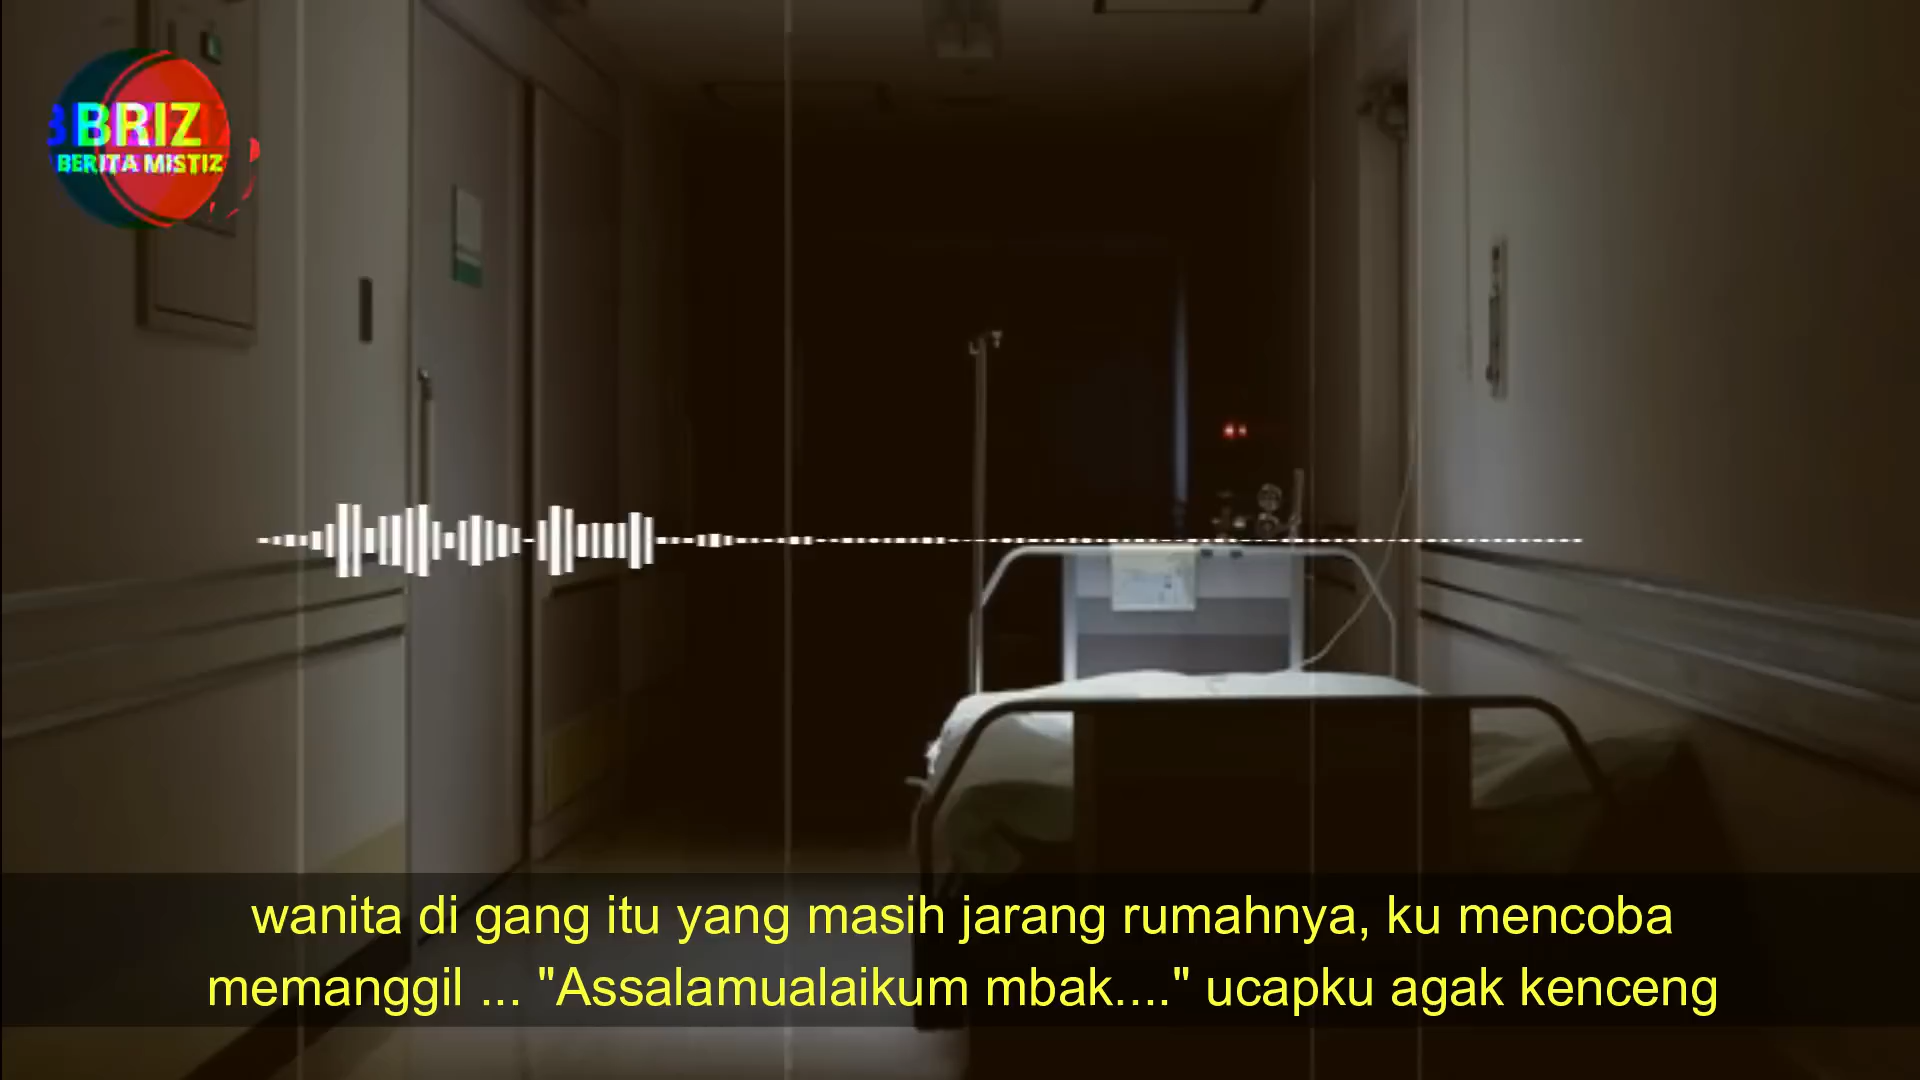 BRIZ
BERITA MISTIZ
wanita di gang itu yang masih jarang rumahnya, ku mencoba
memanggil ... "Assalamualaikum mbak...." ucapku agak kenceng